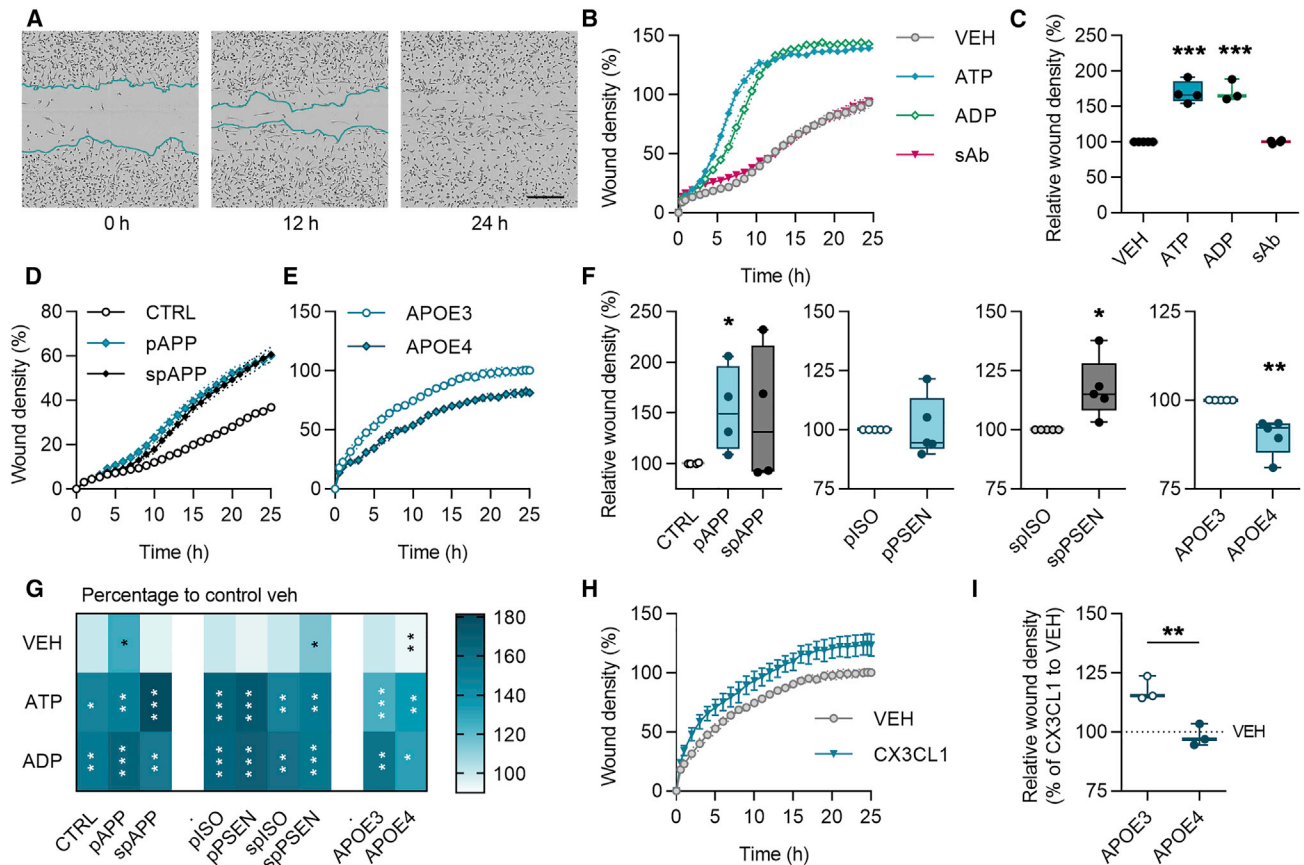 A
0 h
12 h
24 h
B
Wound density (%)
150
100
50
0
0 5 10 15 20 25
Time (h)
VEH
ATP
ADP
sAb
C
Relative wound density (%)
250
200
150
100
50
0
*** ***
VEH ATP ADP sAb
D
Wound density (%)
80
60
40
20
0
0 5 10 15 20 25
Time (h)
CTRL
pAPP
spAPP
E
150
100
50
0
0 5 10 15 20 25
Time (h)
APOE3
APOE4
F
Relative wound density (%)
250
200
150
100
*
CTRL pAPP spAPP
150
125
100
75
pISO pPSEN
150
125
100
75
*
spISO spPSEN
125
100
75
**
APOE3 APOE4
G
Percentage to control veh
VEH * * **
ATP * ** *** *** *** ** *** *** **
ADP ** *** ** *** *** ** *** ** *
CTRL pAPP spAPP . pISO pPSEN spISO spPSEN . APOE3 APOE4
180
160
140
120
100
H
Wound density (%)
150
100
50
0
0 5 10 15 20 25
Time (h)
VEH
CX3CL1
I
Relative wound density
(% of CX3CL1 to VEH)
150
125
100
75
**
VEH
APOE3 APOE4